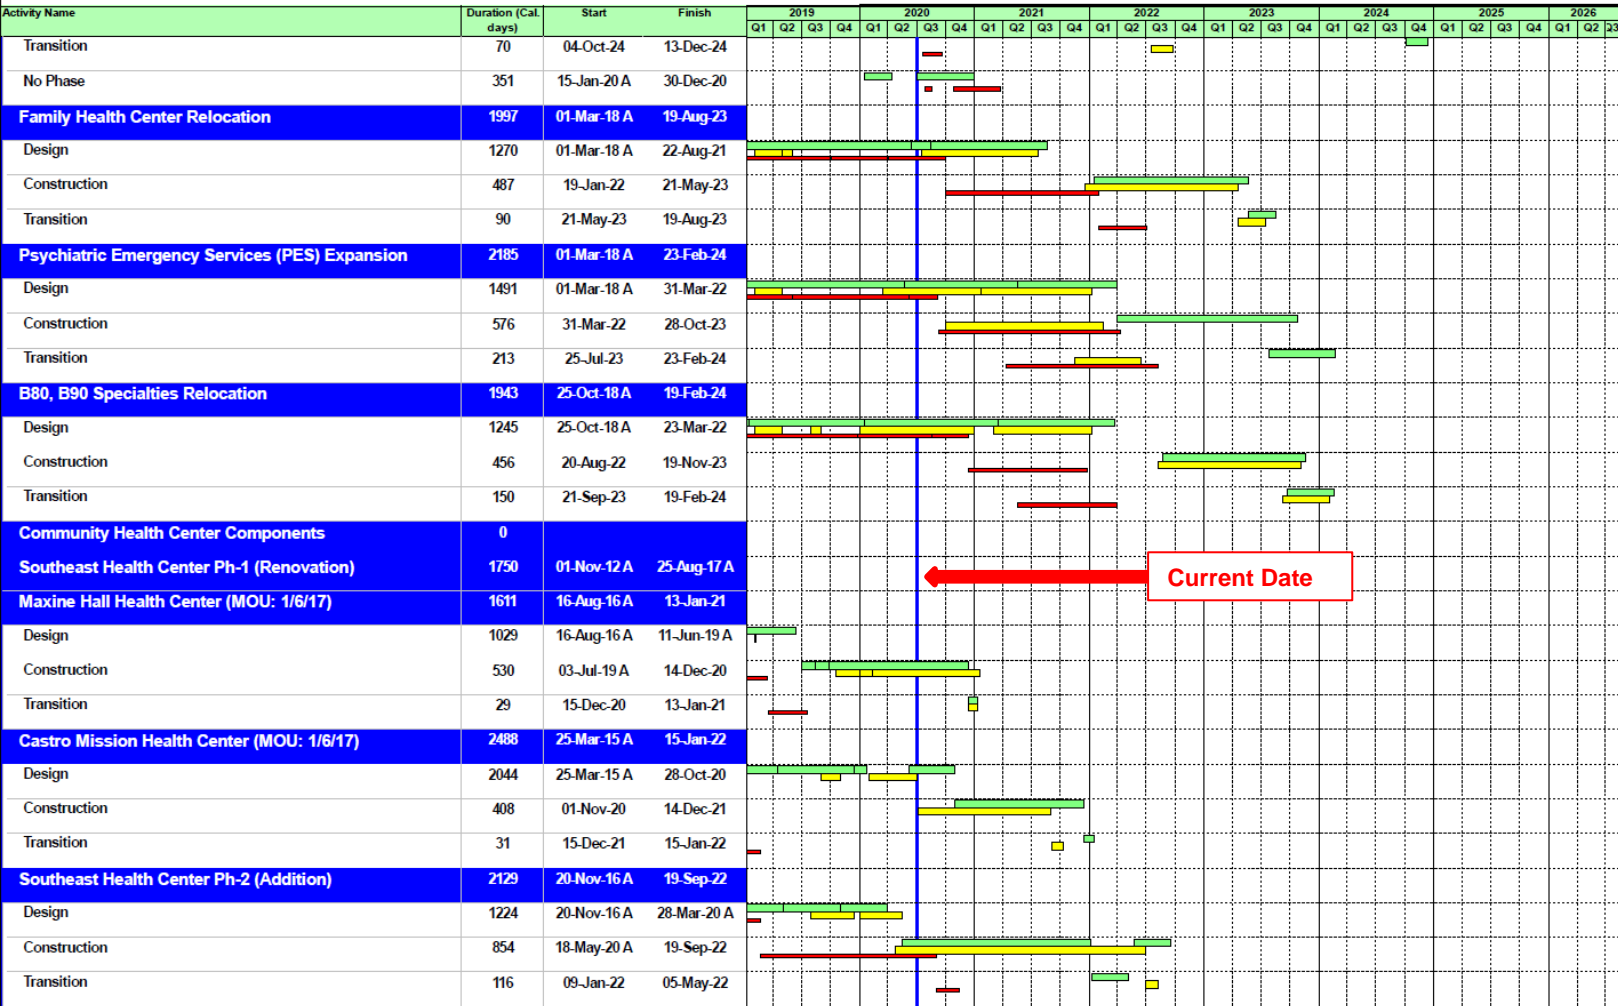 Activity Name Duration (Cal. days) Start Finish 2019 2020 2021 2022 2023 2024 2025 2026
Q1 Q2 Q3 Q4 Q1 Q2 Q3 Q4 Q1 Q2 Q3 Q4 Q1 Q2 Q3 Q4 Q1 Q2 Q3 Q4 Q1 Q2 Q3 Q4 Q1 Q2 Q3 Q4 Q1 Q2 Q3
Transition 70 04-Oct-24 13-Dec-24
No Phase 351 15-Jan-20 A 30-Dec-20
Family Health Center Relocation 1997 01-Mar-18 A 19-Aug-23
Design 1270 01-Mar-18 A 22-Aug-21
Construction 487 19-Jan-22 21-May-23
Transition 90 21-May-23 19-Aug-23
Psychiatric Emergency Services (PES) Expansion 2185 01-Mar-18 A 23-Feb-24
Design 1491 01-Mar-18 A 31-Mar-22
Construction 576 31-Mar-22 28-Oct-23
Transition 213 25-Jul-23 23-Feb-24
B80, B90 Specialties Relocation 1943 25-Oct-18 A 19-Feb-24
Design 1245 25-Oct-18 A 23-Mar-22
Construction 456 20-Aug-22 19-Nov-23
Transition 150 21-Sep-23 19-Feb-24
Community Health Center Components 0
Southeast Health Center Ph-1 (Renovation) 1750 01-Nov-12 A 25-Aug-17 A
Current Date
Maxine Hall Health Center (MOU: 1/6/17) 1611 16-Aug-16 A 13-Jan-21
Design 1029 16-Aug-16 A 11-Jun-19 A
Construction 530 03-Jul-19 A 14-Dec-20
Transition 29 15-Dec-20 13-Jan-21
Castro Mission Health Center (MOU: 1/6/17) 2488 25-Mar-15 A 15-Jan-22
Design 2044 25-Mar-15 A 28-Oct-20
Construction 408 01-Nov-20 14-Dec-21
Transition 31 15-Dec-21 15-Jan-22
Southeast Health Center Ph-2 (Addition) 2129 20-Nov-16 A 19-Sep-22
Design 1224 20-Nov-16 A 28-Mar-20 A
Construction 854 18-May-20 A 19-Sep-22
Transition 116 09-Jan-22 05-May-22